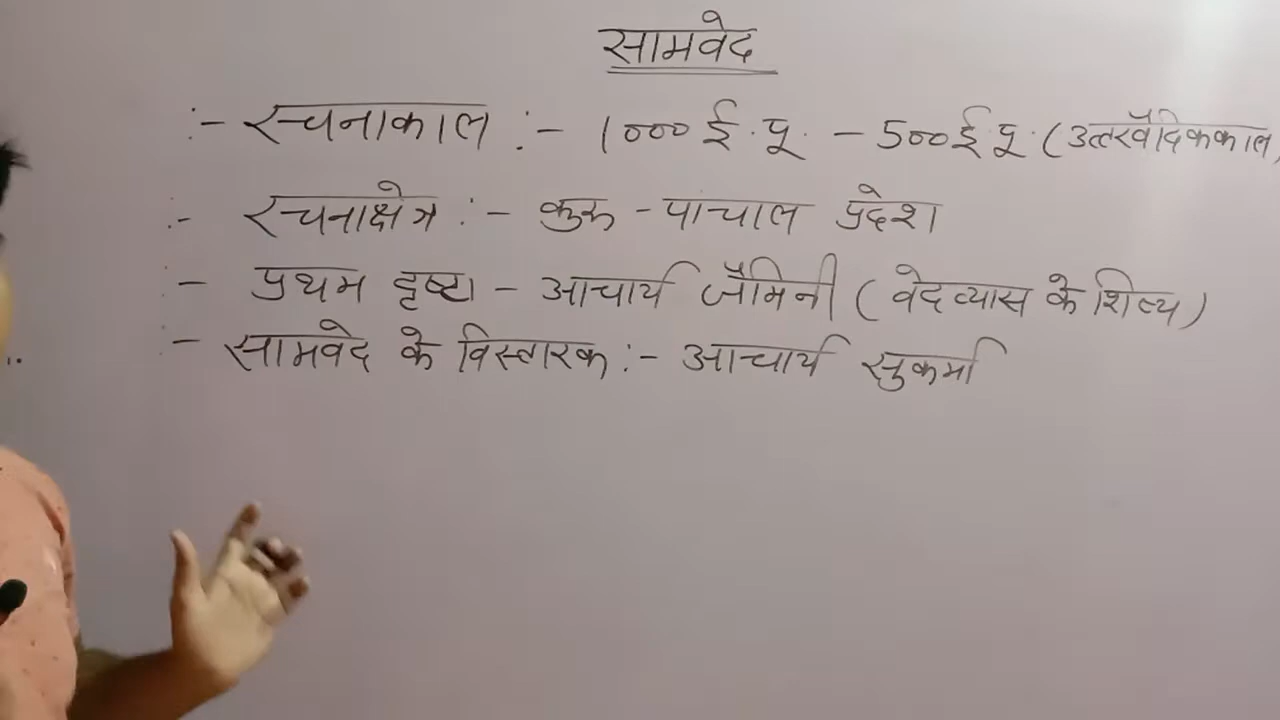 सामवेद
:- रचनाकाल :- 1000 ई.पू. - 500 ई.पू. (उत्तरवैदिककाल)
:- रचनाक्षेत्र :- कुरू - पांचाल प्रदेश
- प्रथम दृष्टा - आचार्य जैमिनी (वेदव्यास के शिष्य)
- सामवेद के विस्तारक :- आचार्य सुकर्मा